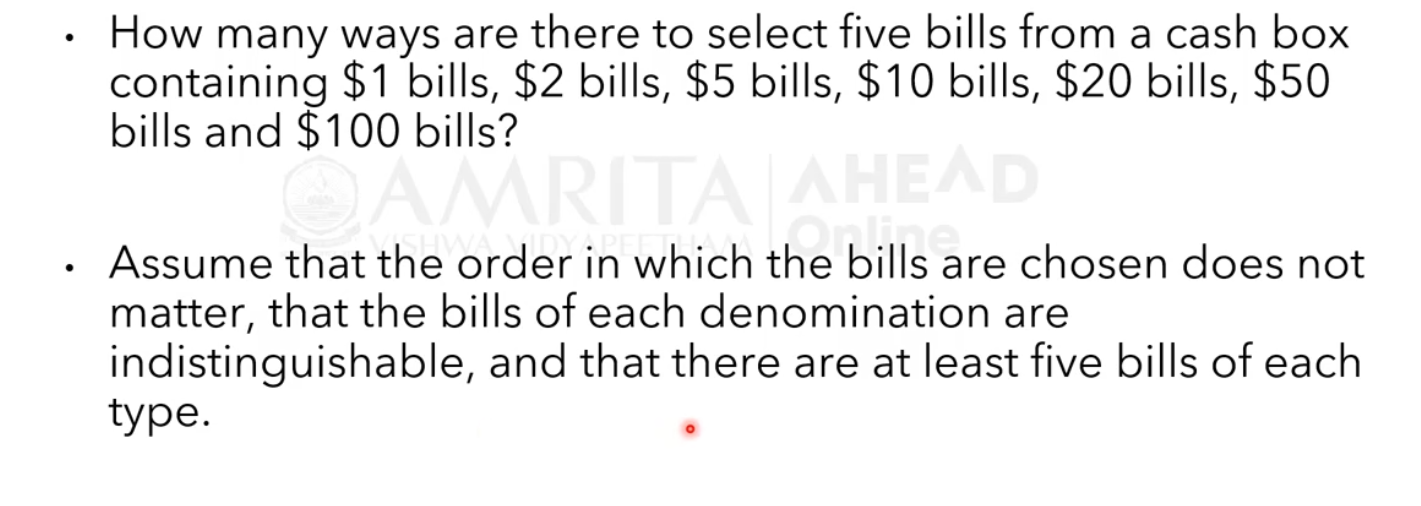 • How many ways are there to select five bills from a cash box
containing $1 bills, $2 bills, $5 bills, $10 bills, $20 bills, $50
bills and $100 bills?
AMRITA AHEAD
VISHWA VIDYAPEETHAM Online
• Assume that the order in which the bills are chosen does not
matter, that the bills of each denomination are
indistinguishable, and that there are at least five bills of each
type.